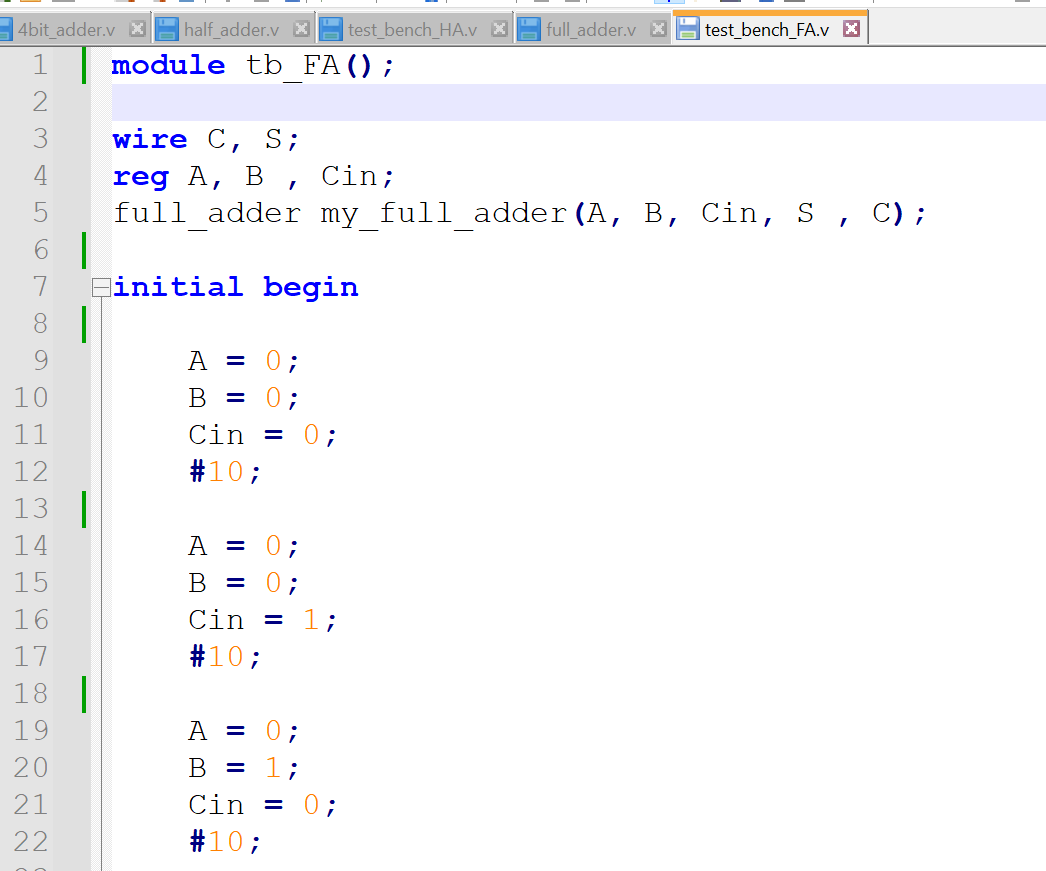 4bit_adder.v half_adder.v test_bench_HA.v full_adder.v test_bench_FA.v
1 module tb_FA();
2
3 wire C, S;
4 reg A, B , Cin;
5 full_adder my_full_adder(A, B, Cin, S , C);
6
7 initial begin
8
9 A = 0;
10 B = 0;
11 Cin = 0;
12 #10;
13
14 A = 0;
15 B = 0;
16 Cin = 1;
17 #10;
18
19 A = 0;
20 B = 1;
21 Cin = 0;
22 #10;